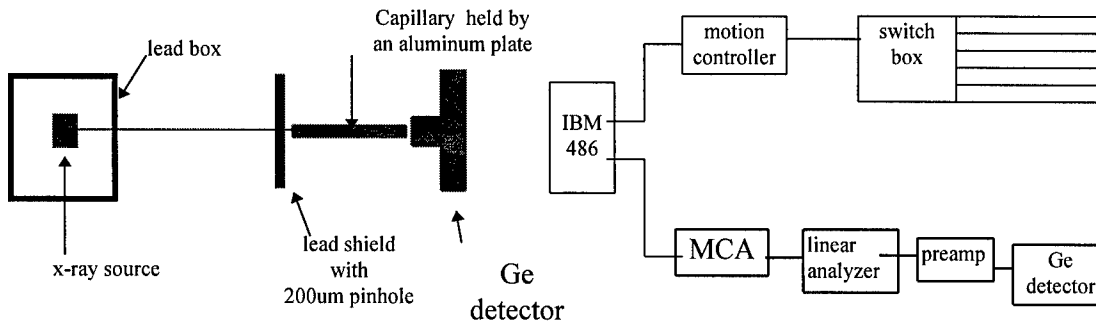 lead box
Capillary held by
an aluminum plate
x-ray source
lead shield
with
200um pinhole
Ge
detector
IBM
486
motion
controller
switch
box
MCA
linear
analyzer
preamp
Ge
detector